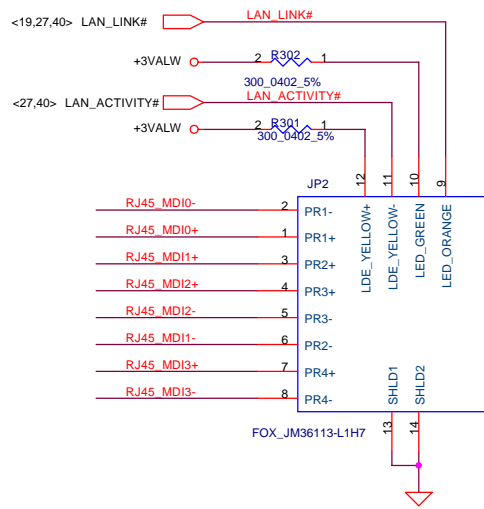 <19,27,40> LAN_LINK# LAN_LINK#
R302
+3VALW 2 1
300_0402_5%
<27,40> LAN_ACTIVITY# LAN_ACTIVITY#
R301
+3VALW 2 1
300_0402_5%
12 11 10 9
JP2
LDE_YELLOW+
LDE_YELLOW-
LED_GREEN
LED_ORANGE
RJ45_MDI0- 2 PR1-
RJ45_MDI0+ 1 PR1+
RJ45_MDI1+ 3 PR2+
RJ45_MDI2+ 4 PR3+
RJ45_MDI2- 5 PR3-
RJ45_MDI1- 6 PR2-
RJ45_MDI3+ 7 PR4+
RJ45_MDI3- 8 PR4-
SHLD1
SHLD2
13 14
FOX_JM36113-L1H7